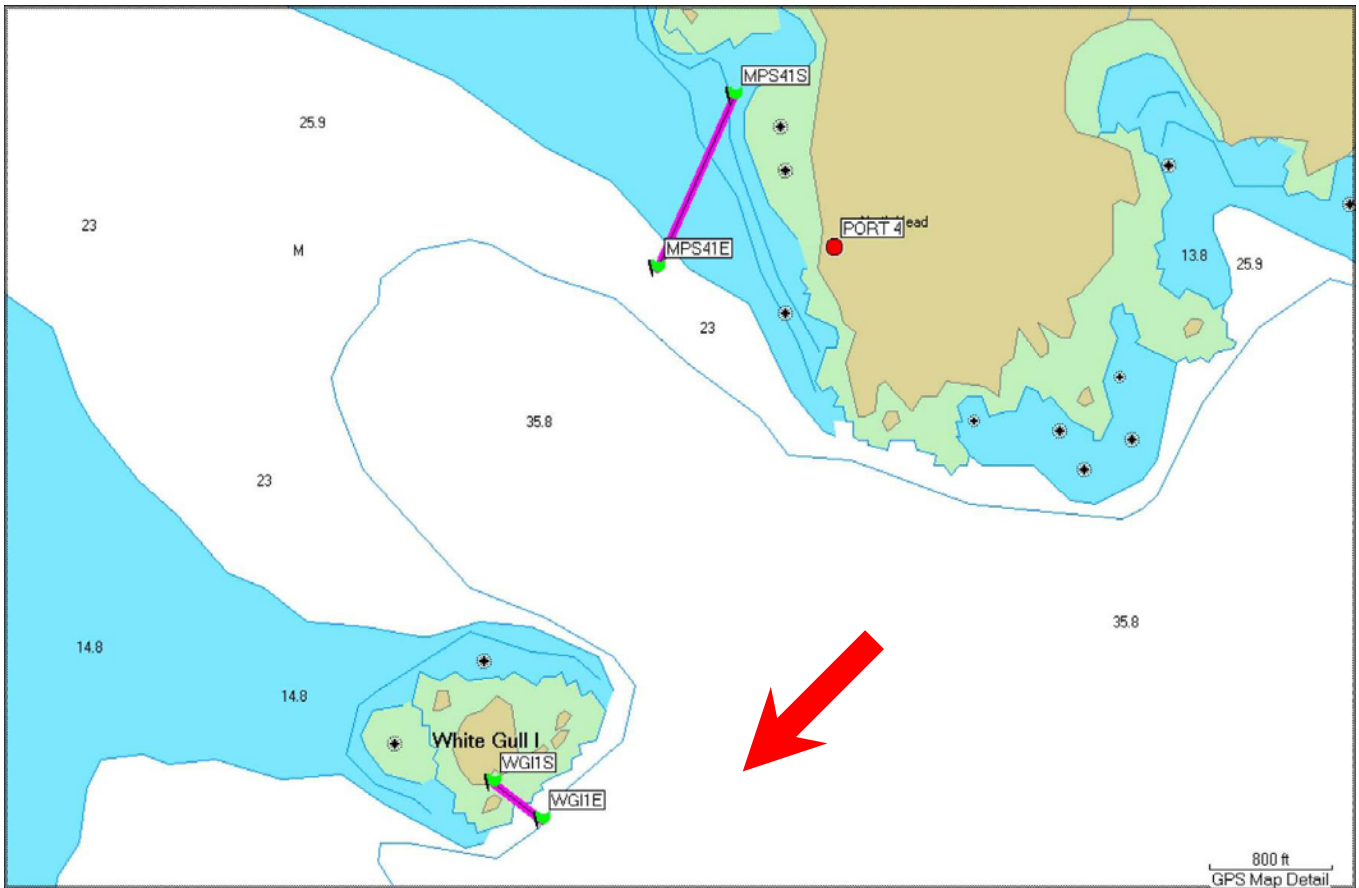 MPS41S
25.9
ead
PORT 4
23
M
MPS41E
13.8
25.9
23
35.8
23
35.8
14.8
14.8
White Gull I
WGI1S
WGI1E
800 ft
GPS Map Detail